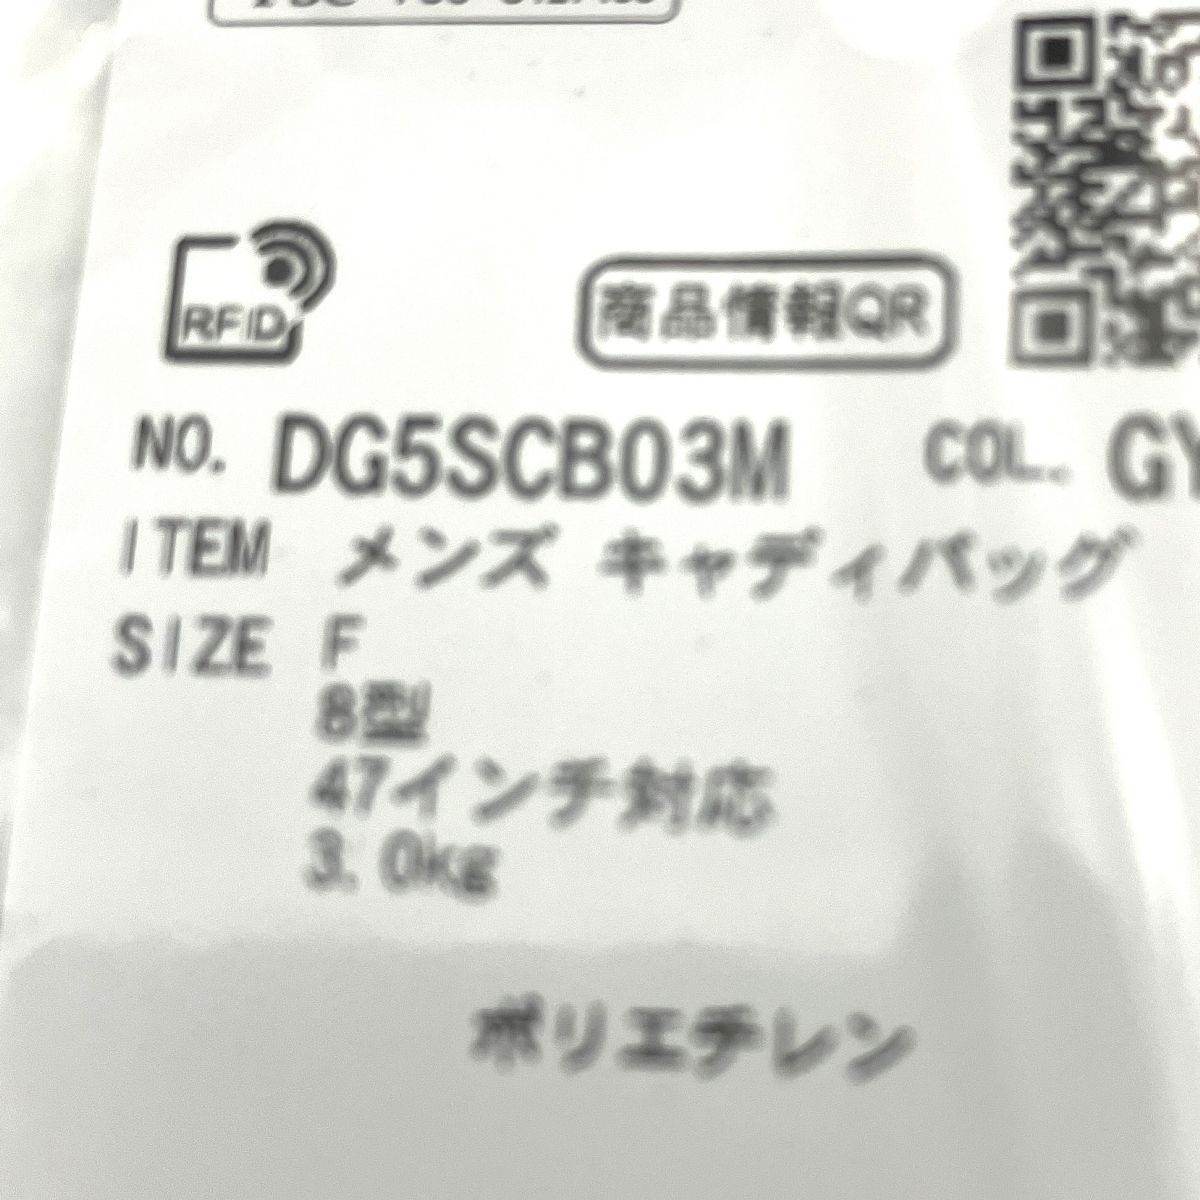 RFID
商品情報QR
NO. DG5SCB03M COL. GY
ITEM メンズ キャディバッグ
SIZE F
8型
47インチ対応
3.0kg
ポリエチレン